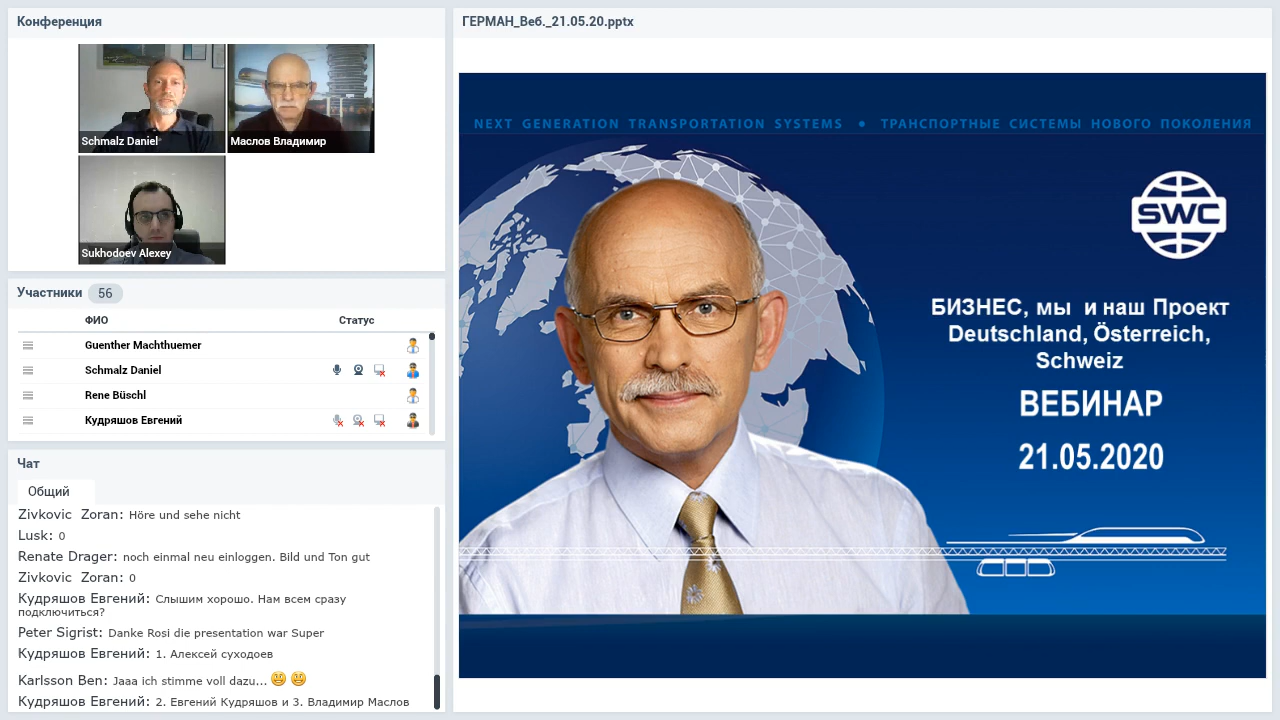 Конференция
Schmalz Daniel
Маслов Владимир
Sukhodoev Alexey
Участники 56
ФИО Статус
Guenther Machthuemer
Schmalz Daniel
Rene Büschl
Кудряшов Евгений
Чат
Общий
Zivkovic Zoran: Höre und sehe nicht
Lusk: 0
Renate Drager: noch einmal neu einloggen. Bild und Ton gut
Zivkovic Zoran: 0
Кудряшов Евгений: Слышим хорошо. Нам всем сразу
подключиться?
Peter Sigrist: Danke Rosi die presentation war Super
Кудряшов Евгений: 1. Алексей суходоев
Karlsson Ben: Jaaa ich stimme voll dazu...
Кудряшов Евгений: 2. Евгений Кудряшов и 3. Владимир Маслов
ГЕРМАН_Веб._21.05.20.pptx
NEXT GENERATION TRANSPORTATION SYSTEMS • ТРАНСПОРТНЫЕ СИСТЕМЫ НОВОГО ПОКОЛЕНИЯ
SWC
БИЗНЕС, мы и наш Проект
Deutschland, Österreich,
Schweiz
ВЕБИНАР
21.05.2020